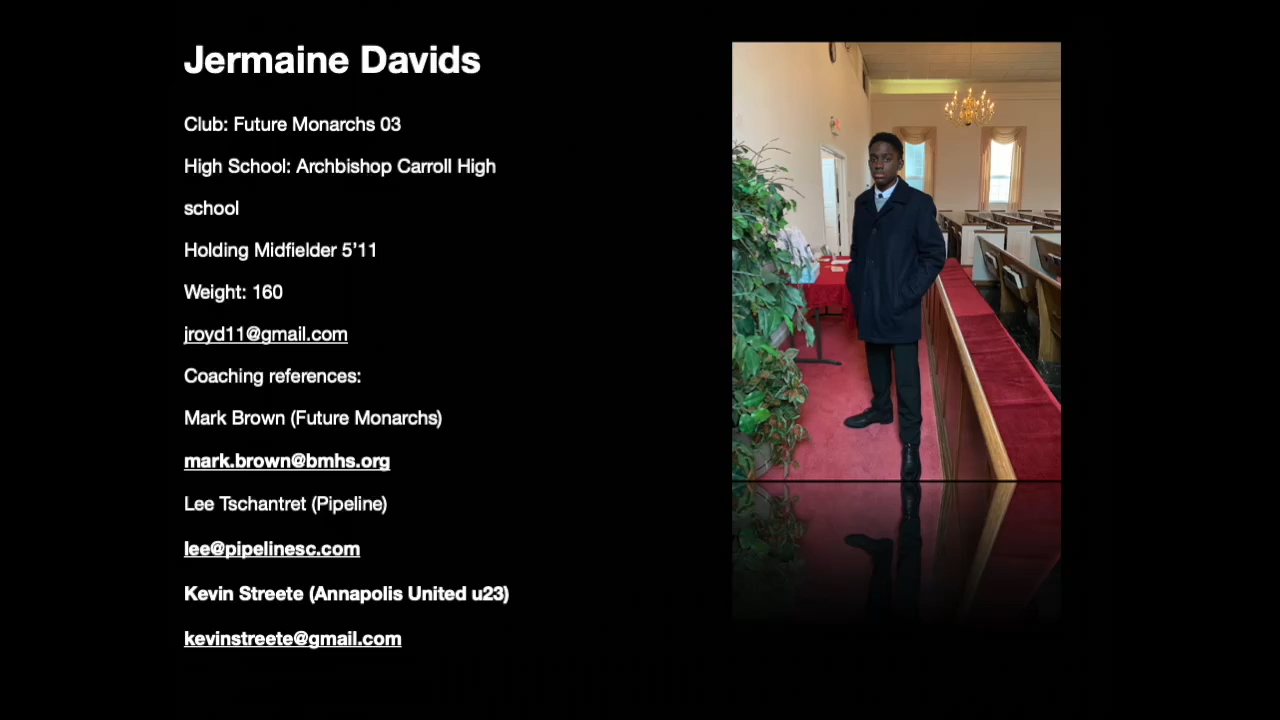 Jermaine Davids
Club: Future Monarchs 03
High School: Archbishop Carroll High
school
Holding Midfielder 5’11
Weight: 160
jroyd11@gmail.com
Coaching references:
Mark Brown (Future Monarchs)
mark.brown@bmhs.org
Lee Tschantret (Pipeline)
lee@pipelinesc.com
Kevin Streete (Annapolis United u23)
kevinstreete@gmail.com